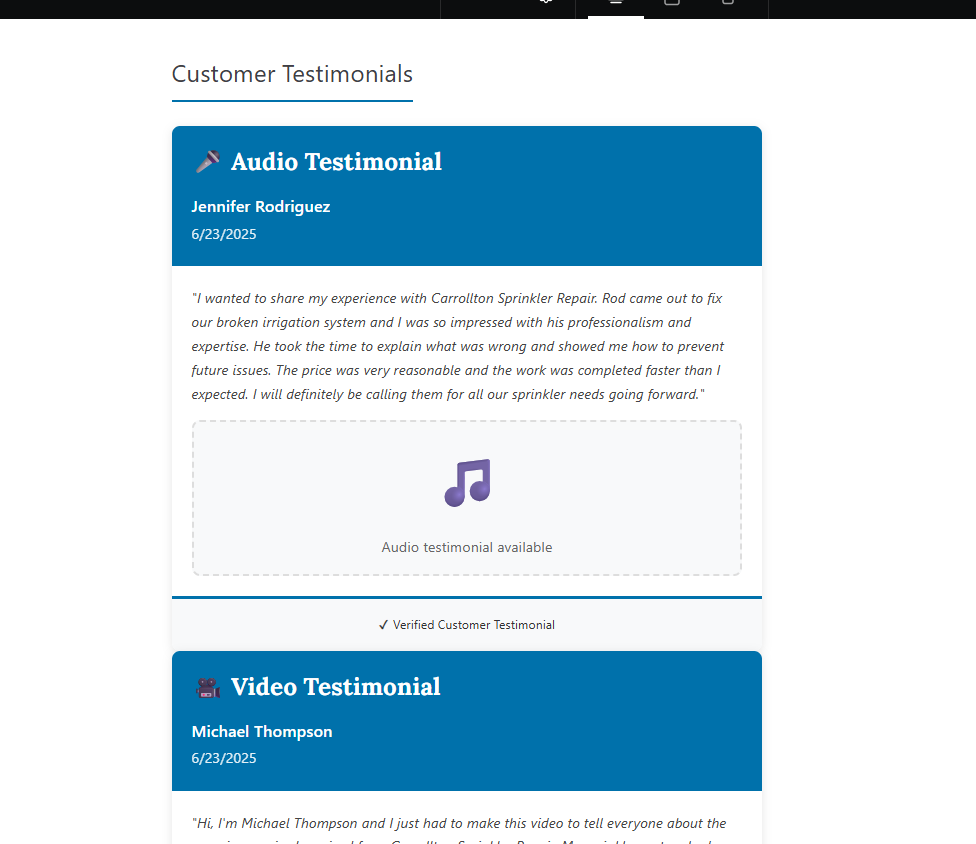 Customer Testimonials
Audio Testimonial
Jennifer Rodriguez
6/23/2025
"I wanted to share my experience with Carrollton Sprinkler Repair. Rod came out to fix
our broken irrigation system and I was so impressed with his professionalism and
expertise. He took the time to explain what was wrong and showed me how to prevent
future issues. The price was very reasonable and the work was completed faster than I
expected. I will definitely be calling them for all our sprinkler needs going forward."
Audio testimonial available
✓ Verified Customer Testimonial
Video Testimonial
Michael Thompson
6/23/2025
"Hi, I'm Michael Thompson and I just had to make this video to tell everyone about the